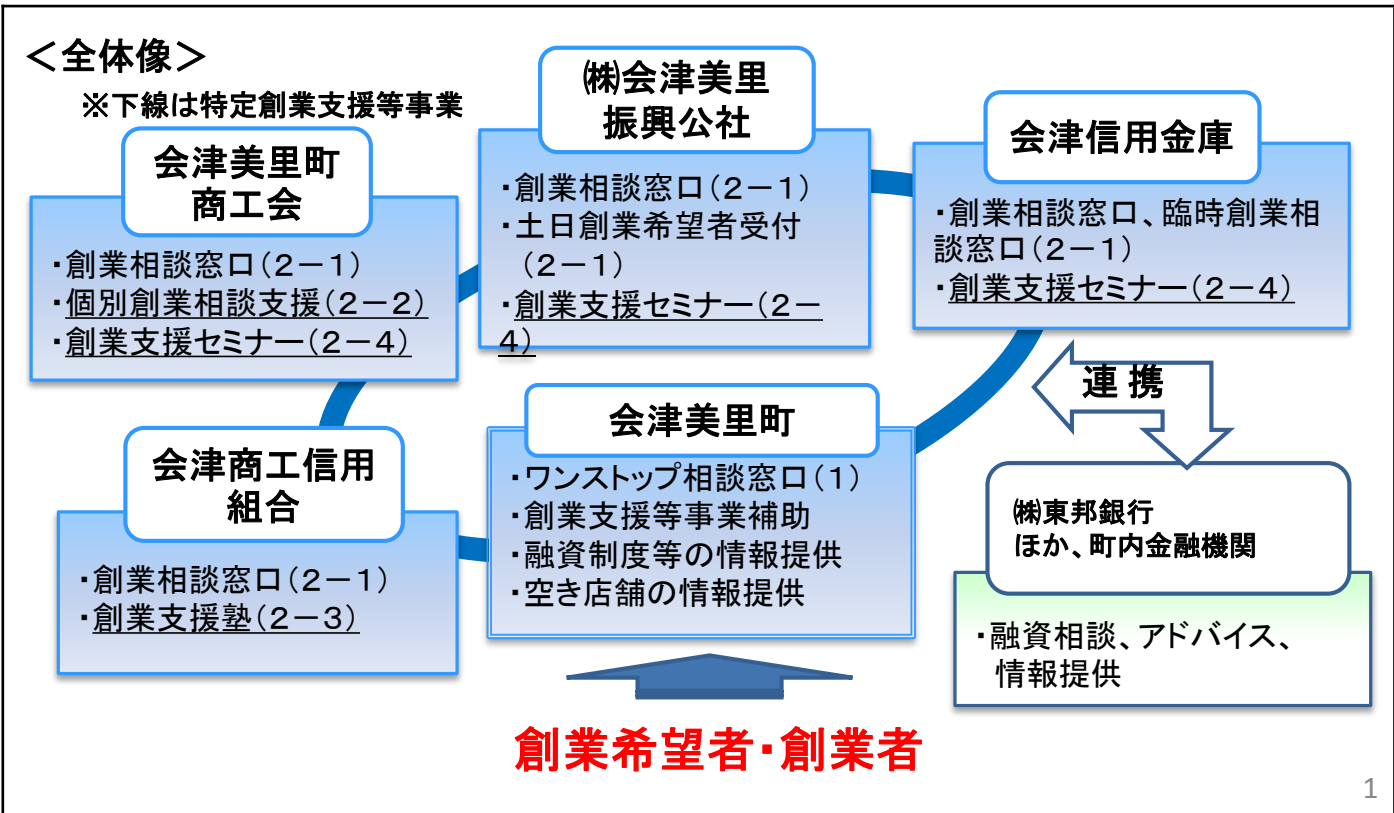 ＜全体像＞
※下線は特定創業支援等事業
会津美里町
商工会
・創業相談窓口（２－１）
・個別創業相談支援（２－２）
・創業支援セミナー（２－４）
㈱会津美里
振興公社
・創業相談窓口（２－１）
・土日創業希望者受付
（２－１）
・創業支援セミナー（２－
４）
会津信用金庫
・創業相談窓口、臨時創業相
談窓口（２－１）
・創業支援セミナー（２－４）
会津商工信用
組合
・創業相談窓口（２－１）
・創業支援塾（２－３）
会津美里町
・ワンストップ相談窓口（１）
・創業支援等事業補助
・融資制度等の情報提供
・空き店舗の情報提供
連 携
㈱東邦銀行
ほか、町内金融機関
・融資相談、アドバイス、
情報提供
創業希望者・創業者
1